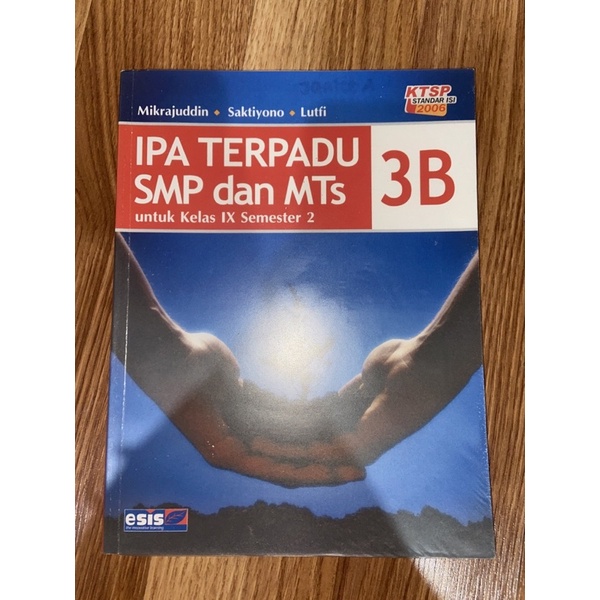 Mikrajuddin • Saktiyono • Lutfi
KTSP
STANDAR ISI
2006
IPA TERPADU
SMP dan MTs
untuk Kelas IX Semester 2
3B
esis